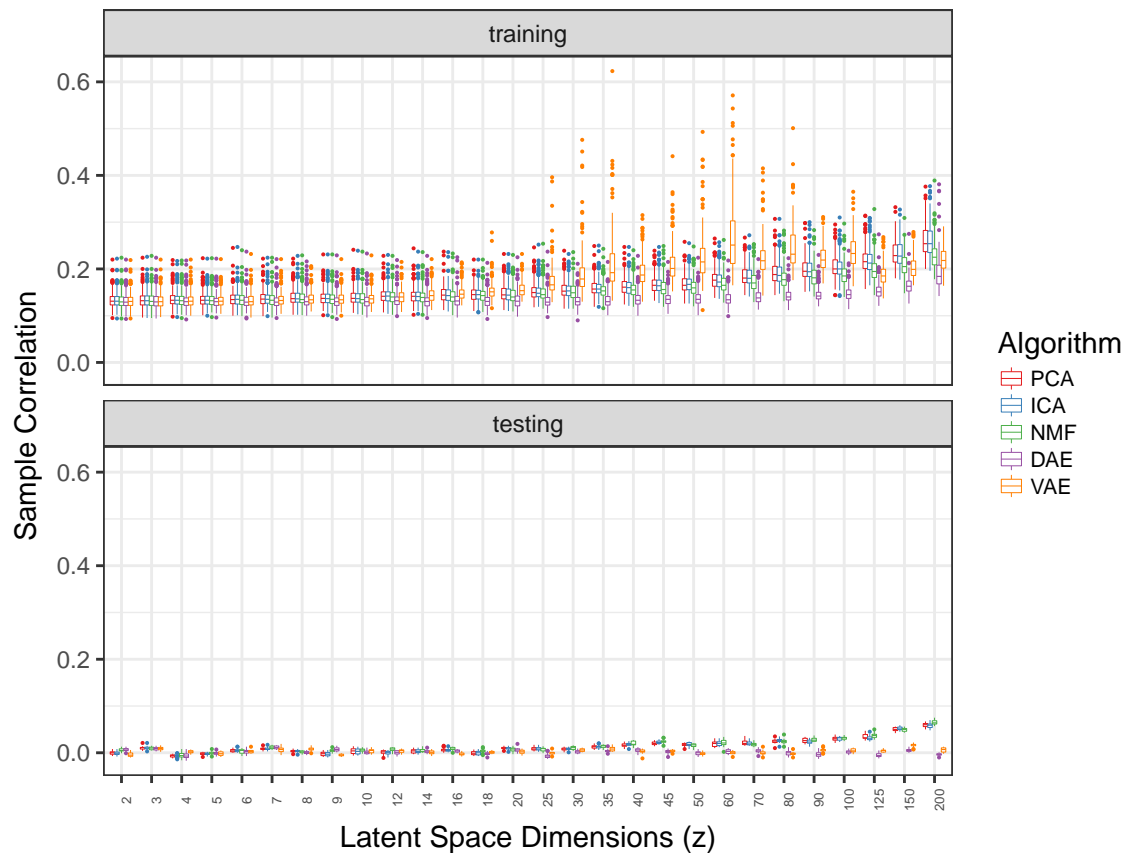 training
0.6
0.4
0.2
0.0
testing
0.6
0.4
0.2
0.0
Sample Correlation
2 3 4 5 6 7 8 9 10 12 14 16 18 20 25 30 35 40 45 50 60 70 80 90 100 125 150 200
Latent Space Dimensions (z)
Algorithm
PCA
ICA
NMF
DAE
VAE